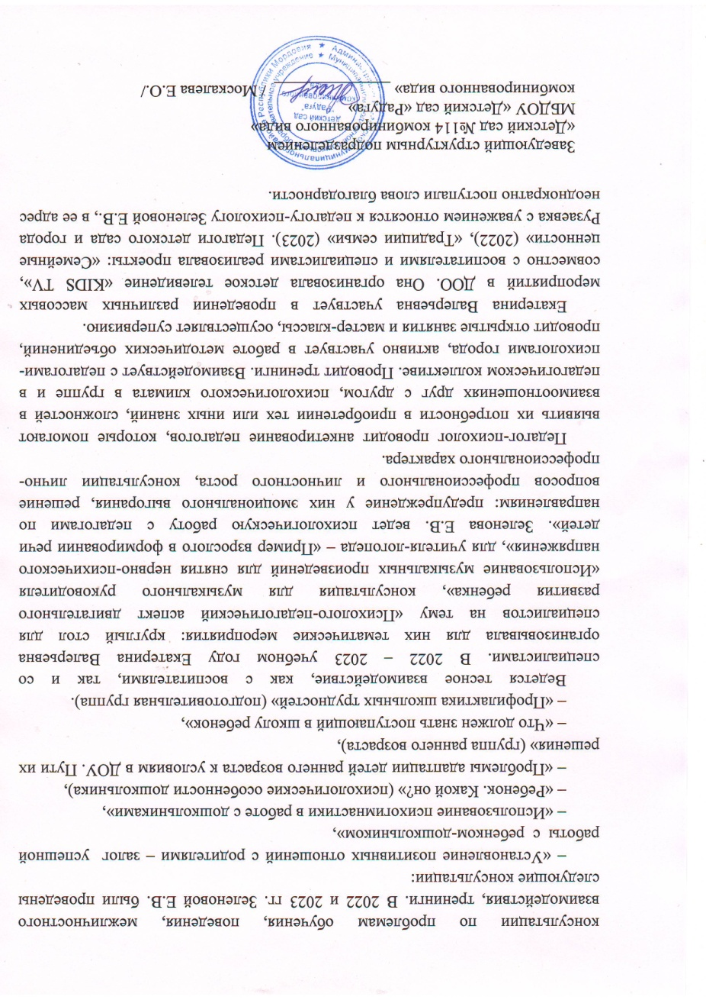 консультации по проблемам обучения, поведения, межличностного
взаимодействия, тренинги. В 2022 и 2023 гг. Зеленовой Е.В. были проведены
следующие консультации:
– «Установление позитивных отношений с родителями – залог успешной
работы с ребенком-дошкольником»,
– «Использование психогимнастики в работе с дошкольниками»,
– «Ребенок. Какой он?» (психологические особенности дошкольника),
– «Проблемы адаптации детей раннего возраста к условиям в ДОУ. Пути их
решения» (группа раннего возраста),
– «Что должен знать поступающий в школу ребенок»,
– «Профилактика школьных трудностей» (подготовительная группа).
Ведется тесное взаимодействие, как с воспитателями, так и со
специалистами. В 2022 – 2023 учебном году Екатерина Валерьевна
организовывала для них тематические мероприятия: круглый стол для
специалистов на тему «Психолого-педагогический аспект двигательного
развития ребенка», консультация для музыкального руководителя
«Использование музыкальных произведений для снятия нервно-психического
напряжения», для учителя-логопеда – «Пример взрослого в формировании речи
детей». Зеленова Е.В. ведет психологическую работу с педагогами по
направлениям: предупреждение у них эмоционального выгорания, решение
вопросов профессионального и личностного роста, консультации лично-
профессионального характера.
Педагог-психолог проводит анкетирование педагогов, которые помогают
выявить их потребности в приобретении тех или иных знаний, сложностей в
взаимоотношениях друг с другом, психологического климата в группе и в
педагогическом коллективе. Проводит тренинги. Взаимодействует с педагогами-
психологами города, активно участвует в работе методических объединений,
проводит открытые занятия и мастер-классы, осуществляет супервизию.
Екатерина Валерьевна участвует в проведении различных массовых
мероприятий в ДОО. Она организовала детское телевидение «KIDS TV»,
совместно с воспитателями и специалистами реализовала проекты: «Семейные
ценности» (2022), «Традиции семьи» (2023). Педагоги детского сада и города
Рузаевка с уважением относятся к педагогу-психологу Зеленовой Е.В., в ее адрес
неоднократно поступали слова благодарности.
Заведующий структурным подразделением
«Детский сад №114 комбинированного вида»
МБДОУ «Детский сад «Радуга»
комбинированного вида» /Москалева Е.О./
детский сад
"Радуга"
комбинированного